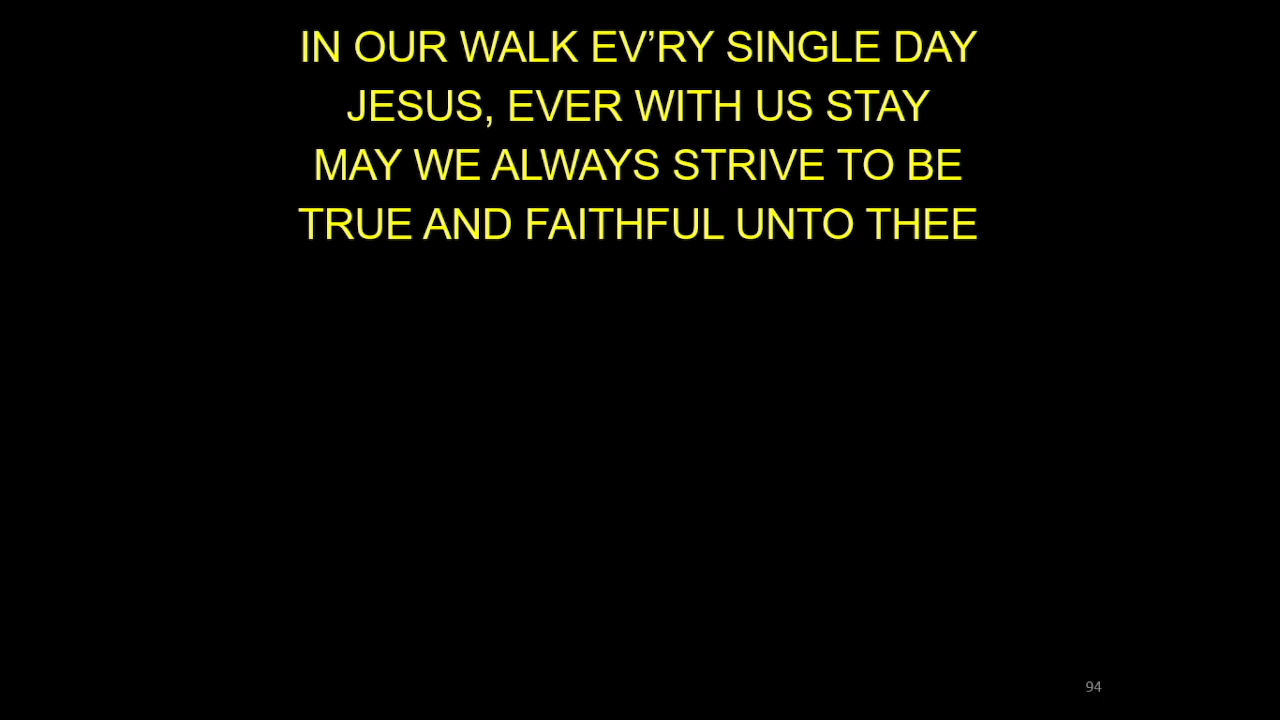 IN OUR WALK EV’RY SINGLE DAY
JESUS, EVER WITH US STAY
MAY WE ALWAYS STRIVE TO BE
TRUE AND FAITHFUL UNTO THEE
94